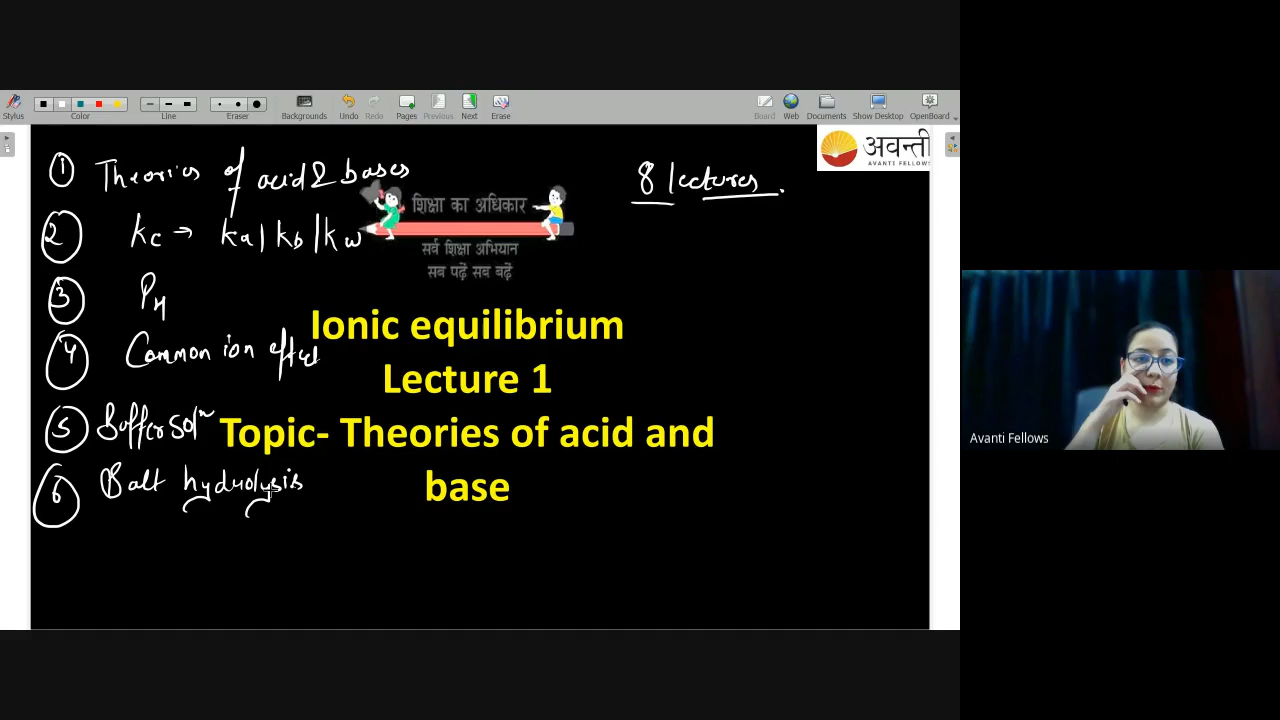 Stylus
Color
Line
Eraser
Backgrounds
Undo
Redo
Pages
Previous
Next
Erase
Board
Web
Documents
Show Desktop
OpenBoard
अवन्ती
AVANTI FELLOWS
① Theories of acid & bases
8 lectures.
② Kc → Ka | Kb | Kw
शिक्षा का अधिकार
सर्व शिक्षा अभियान
सब पढ़ें सब बढ़ें
③ PH
④ Common ion effect
⑤ Buffer Solⁿ
⑥ Salt hydrolysis
Ionic equilibrium
Lecture 1
Topic- Theories of acid and
base
Avanti Fellows